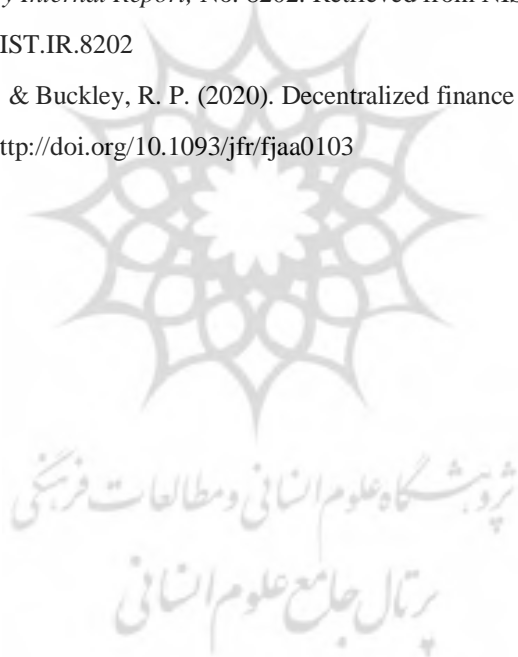 y Internal Report, No. 8202. Retrieved from NIS
IST.IR.8202
& Buckley, R. P. (2020). Decentralized finance
ttp://doi.org/10.1093/jfr/fjaa0103
پژوهشگاه علوم انسانی و مطالعات فرهنگی
پرتال جامع علوم انسانی